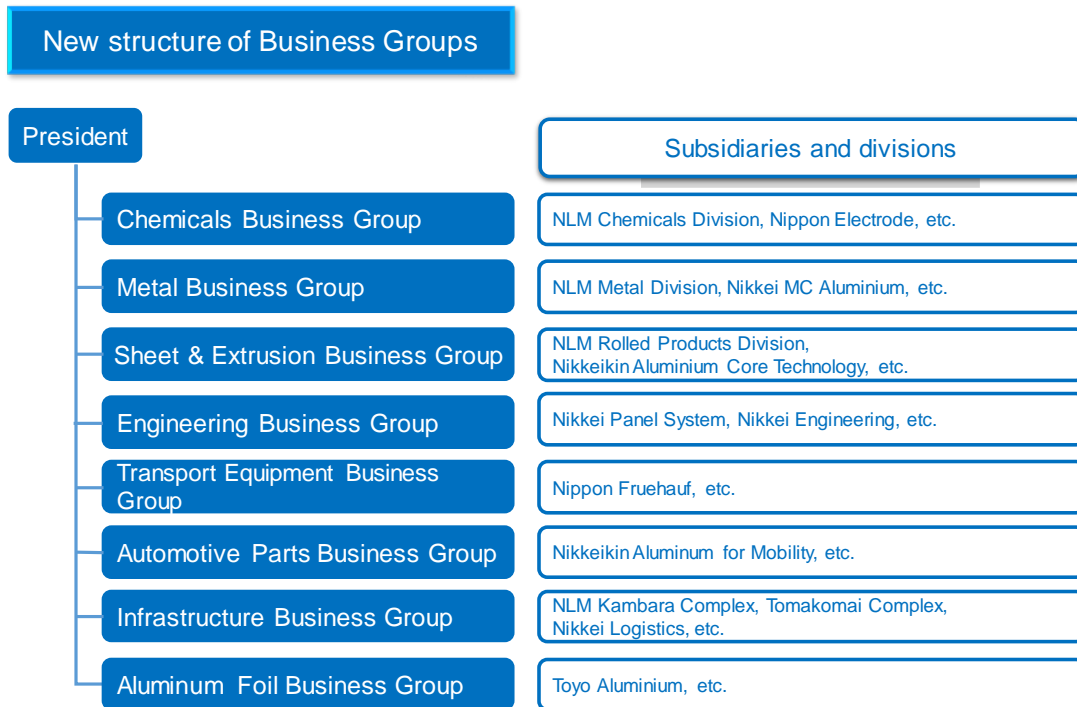 New structure of Business Groups
President
Subsidiaries and divisions
Chemicals Business Group
NLM Chemicals Division, Nippon Electrode, etc.
Metal Business Group
NLM Metal Division, Nikkei MC Aluminium, etc.
Sheet & Extrusion Business Group
NLM Rolled Products Division,
Nikkeikin Aluminium Core Technology, etc.
Engineering Business Group
Nikkei Panel System, Nikkei Engineering, etc.
Transport Equipment Business
Group
Nippon Fruehauf, etc.
Automotive Parts Business Group
Nikkeikin Aluminum for Mobility, etc.
Infrastructure Business Group
NLM Kambara Complex, Tomakomai Complex,
Nikkei Logistics, etc.
Aluminum Foil Business Group
Toyo Aluminium, etc.